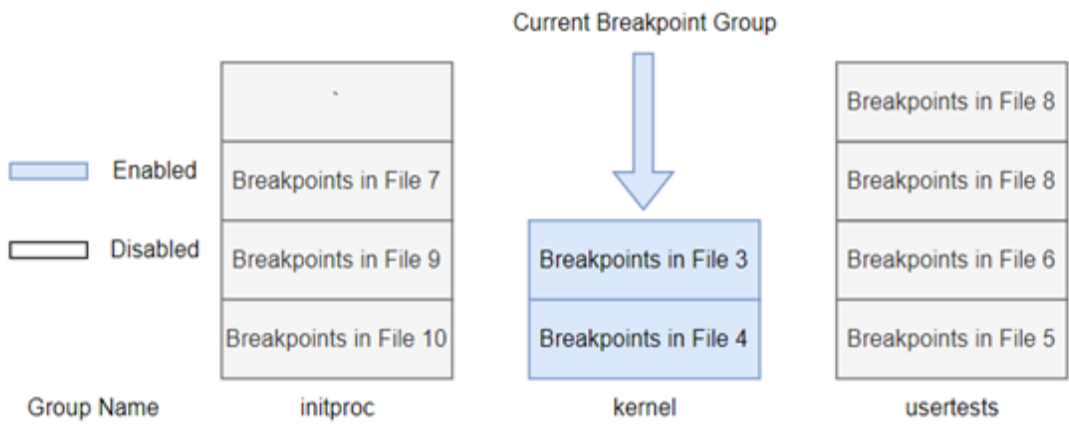 Current Breakpoint Group
`
Breakpoints in File 8
Enabled
Breakpoints in File 7
Breakpoints in File 8
Disabled
Breakpoints in File 9
Breakpoints in File 3
Breakpoints in File 6
Breakpoints in File 10
Breakpoints in File 4
Breakpoints in File 5
Group Name
initproc
kernel
usertests